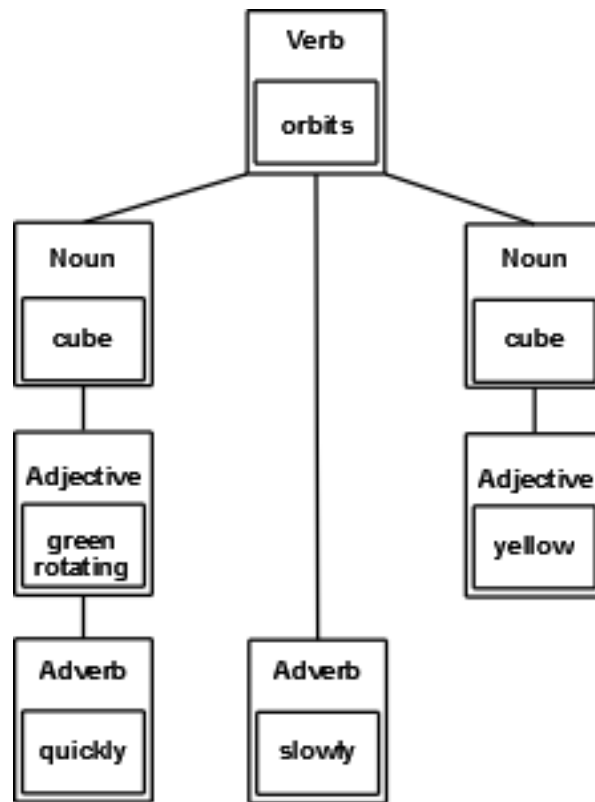 Verb
orbits
Noun
cube
Noun
cube
Adjective
green
rotating
Adjective
yellow
Adverb
quickly
Adverb
slowly